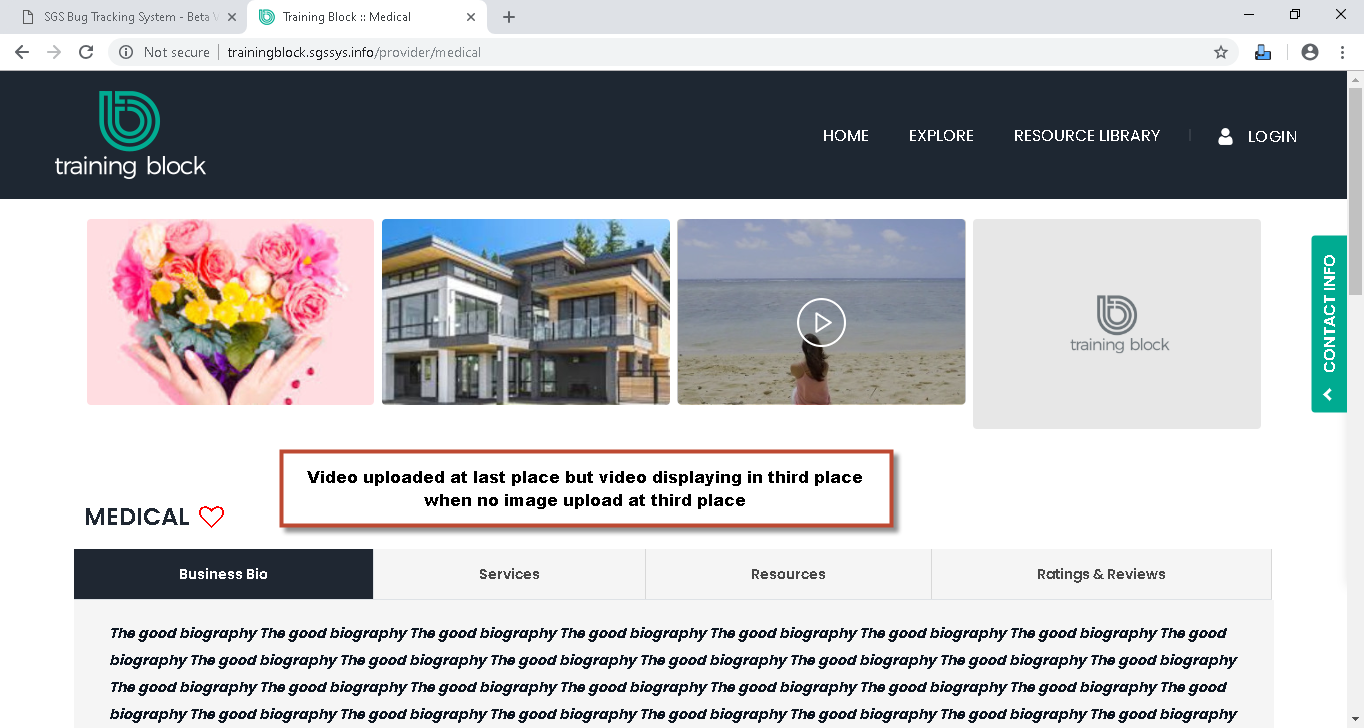 SGS Bug Tracking System - Beta V
Training Block :: Medical
Not secure
trainingblock.sgssys.info/provider/medical
training block
HOME
EXPLORE
RESOURCE LIBRARY
LOGIN
training block
CONTACT INFO
Video uploaded at last place but video displaying in third place
when no image upload at third place
MEDICAL
Business Bio
Services
Resources
Ratings & Reviews
The good biography The good biography The good biography The good biography The good biography The good biography The good biography The good
biography The good biography The good biography The good biography The good biography The good biography The good biography The good biography
The good biography The good biography The good biography The good biography The good biography The good biography The good biography The good
biography The good biography The good biography The good biography The good biography The good biography The good biography The good biography